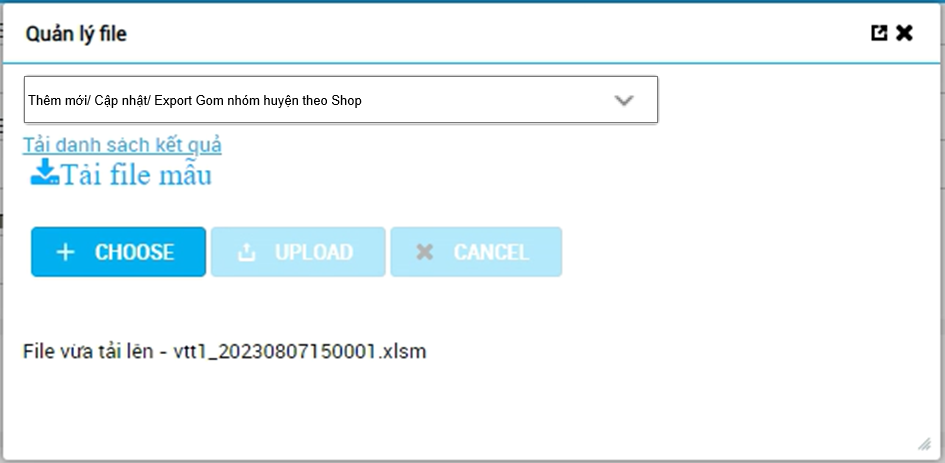 Quản lý file
Thêm mới/ Cập nhật/ Export Gom nhóm huyện theo Shop
Tải danh sách kết quả
Tải file mẫu
CHOOSE UPLOAD CANCEL
File vừa tải lên - vtt1_20230807150001.xlsm